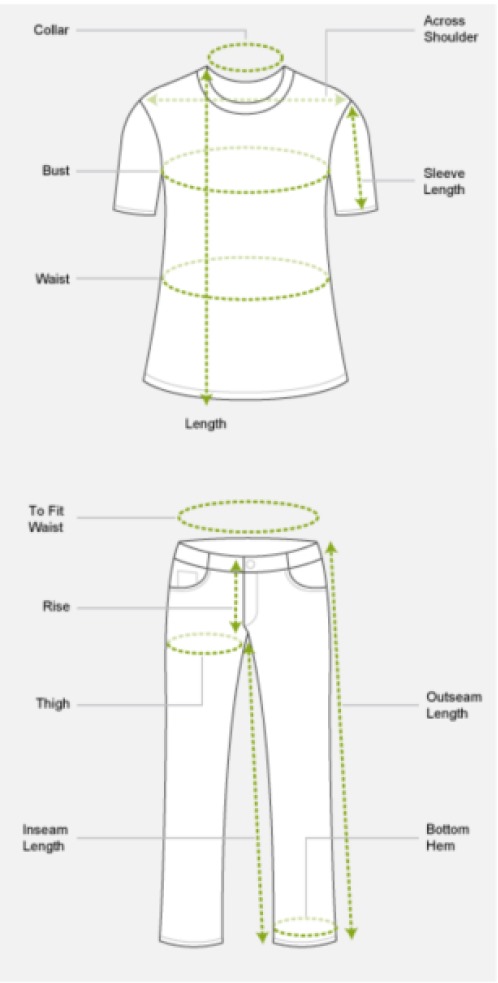 Collar
Across
Shoulder
Bust
Sleeve
Length
Waist
Length
To Fit
Waist
Rise
Thigh
Outseam
Length
Inseam
Length
Bottom
Hem